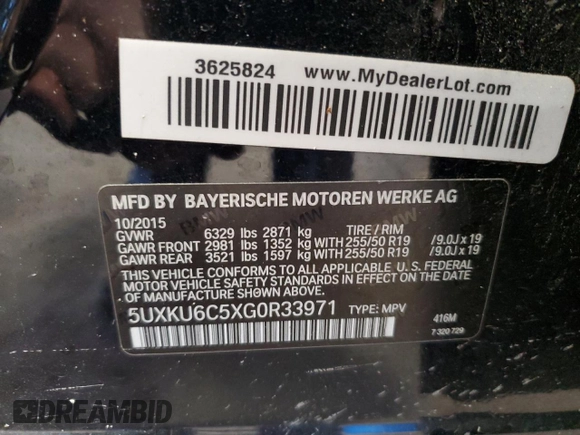 3625824 www.MyDealerLot.com
MFD BY BAYERISCHE MOTOREN WERKE AG
10/2015
GVWR 6329 lbs 2871 kg TIRE / RIM
GAWR FRONT 2981 lbs 1352 kg WITH 255/50 R19 /9.0J x 19
GAWR REAR 3521 lbs 1597 kg WITH 255/50 R19 /9.0J x 19
THIS VEHICLE CONFORMS TO ALL APPLICABLE U. S. FEDERAL
MOTOR VEHICLE SAFETY STANDARDS IN EFFECT ON THE DATE OF
MANUFACTURE SHOWN ABOVE.
5UXKU6C5XG0R33971 TYPE: MPV
416M
7 320 729
DREAMBID